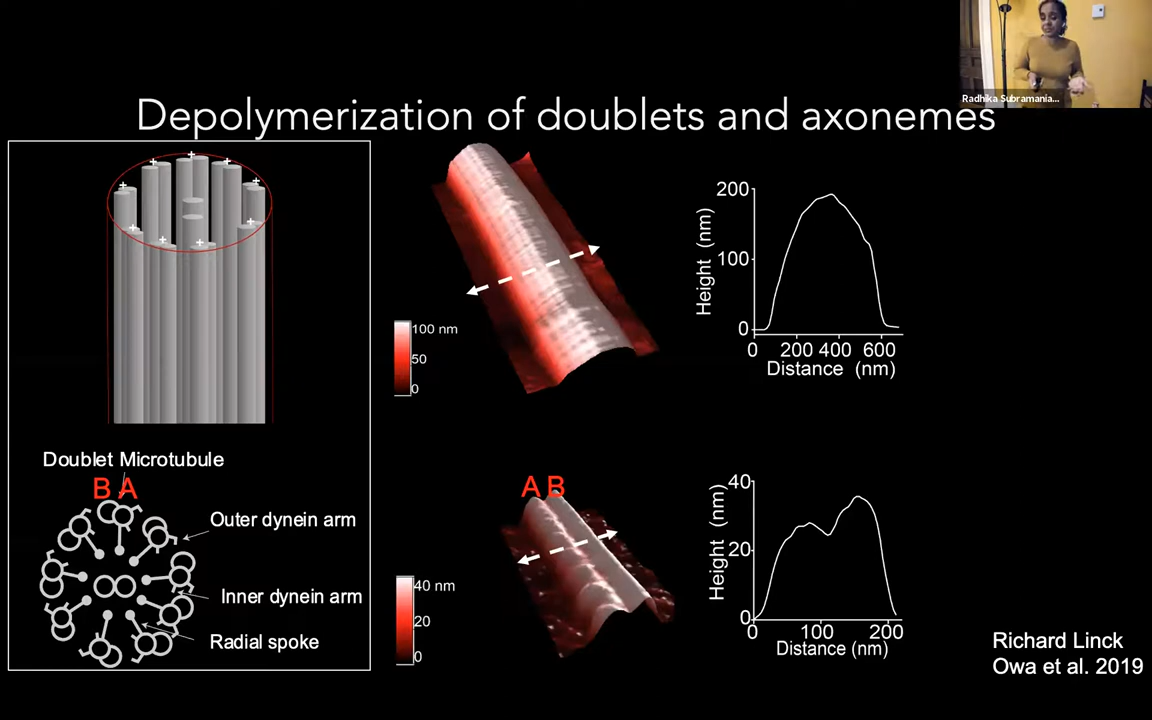 Radhika Subramania...
Depolymerization of doublets and axonemes
+ + + + + + + + +
Doublet Microtubule
B A
Outer dynein arm
Inner dynein arm
Radial spoke
100 nm
50
0
200
100
0
Height (nm)
0 200 400 600
Distance (nm)
A B
40 nm
20
0
40
20
0
Height (nm)
0 100 200
Distance (nm)
Richard Linck
Owa et al. 2019